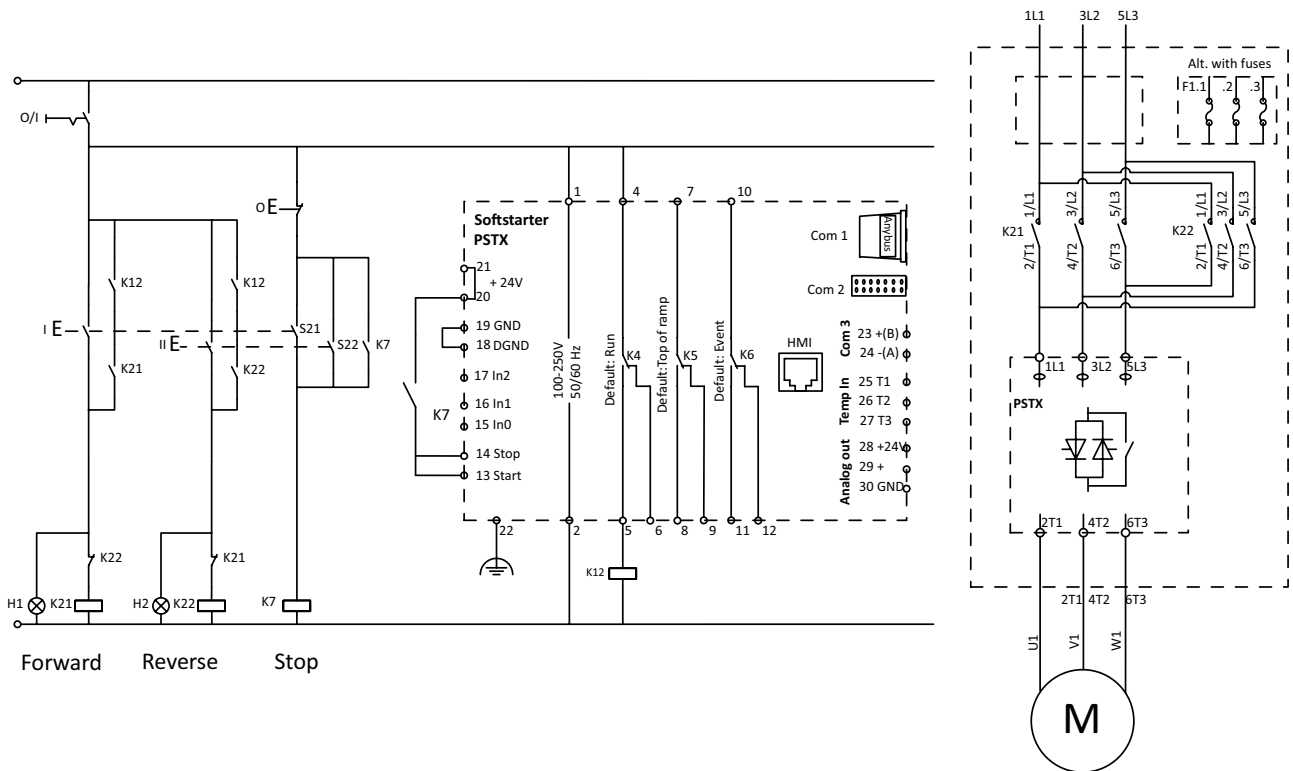 1L1 3L2 5L3
Alt. with fuses
F1.1 .2 .3
O/I
O E
1 4 7 10
Softstarter
PSTX
Com 1
Anybus
21
+ 24V
20
Com 2
K12 K12
19 GND
18 DGND
I E
S21
II E
S22 K7
K21 K22
17 In2
16 In1
15 In0
K7
14 Stop
13 Start
100-250V
50/60 Hz
Default: Run
K4
Default:Top of ramp
K5
Default: Event
K6
HMI
Com 3
23 +(B)
24 -(A)
Temp In
25 T1
26 T2
27 T3
Analog out
28 +24V
29 +
30 GND
22 2 5 6 8 9 11 12
K22 K21
K12
H1 K21 H2 K22 K7
Forward Reverse Stop
1/L1 3/L2 5/L3 1/L1 3/L2 5/L3
K21 K22
2/T1 4/T2 6/T3 2/T1 4/T2 6/T3
1L1 3L2 5L3
PSTX
2T1 4T2 6T3
2T1 4T2 6T3
U1 V1 W1
M